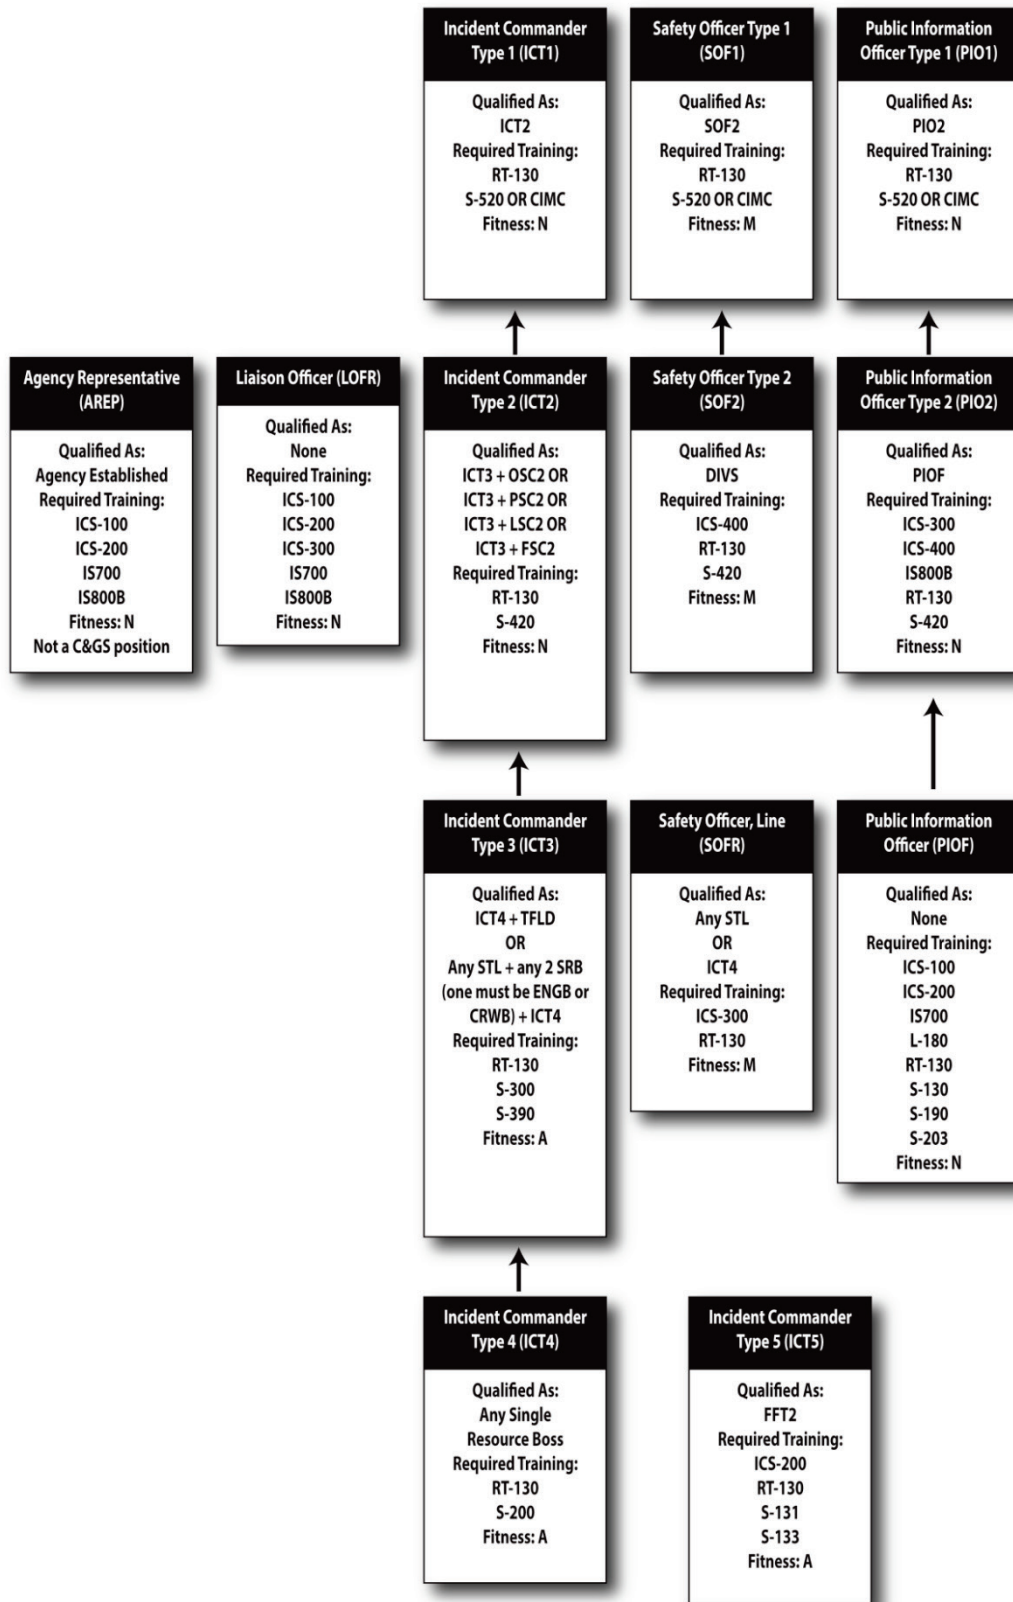 Incident Commander
Type 1 (ICT1)
Qualified As:
ICT2
Required Training:
RT-130
S-520 OR CIMC
Fitness: N
Safety Officer Type 1
(SOF1)
Qualified As:
SOF2
Required Training:
RT-130
S-520 OR CIMC
Fitness: M
Public Information
Officer Type 1 (PIO1)
Qualified As:
PIO2
Required Training:
RT-130
S-520 OR CIMC
Fitness: N
Agency Representative
(AREP)
Qualified As:
Agency Established
Required Training:
ICS-100
ICS-200
IS700
IS800B
Fitness: N
Not a C&GS position
Liaison Officer (LOFR)
Qualified As:
None
Required Training:
ICS-100
ICS-200
ICS-300
IS700
IS800B
Fitness: N
Incident Commander
Type 2 (ICT2)
Qualified As:
ICT3 + OSC2 OR
ICT3 + PSC2 OR
ICT3 + LSC2 OR
ICT3 + FSC2
Required Training:
RT-130
S-420
Fitness: N
Safety Officer Type 2
(SOF2)
Qualified As:
DIVS
Required Training:
ICS-400
RT-130
S-420
Fitness: M
Public Information
Officer Type 2 (PIO2)
Qualified As:
PIOF
Required Training:
ICS-300
ICS-400
IS800B
RT-130
S-420
Fitness: N
Incident Commander
Type 3 (ICT3)
Qualified As:
ICT4 + TFLD
OR
Any STL + any 2 SRB
(one must be ENGB or
CRWB) + ICT4
Required Training:
RT-130
S-300
S-390
Fitness: A
Safety Officer, Line
(SOFR)
Qualified As:
Any STL
OR
ICT4
Required Training:
ICS-300
RT-130
Fitness: M
Public Information
Officer (PIOF)
Qualified As:
None
Required Training:
ICS-100
ICS-200
IS700
L-180
RT-130
S-130
S-190
S-203
Fitness: N
Incident Commander
Type 4 (ICT4)
Qualified As:
Any Single
Resource Boss
Required Training:
RT-130
S-200
Fitness: A
Incident Commander
Type 5 (ICT5)
Qualified As:
FFT2
Required Training:
ICS-200
RT-130
S-131
S-133
Fitness: A